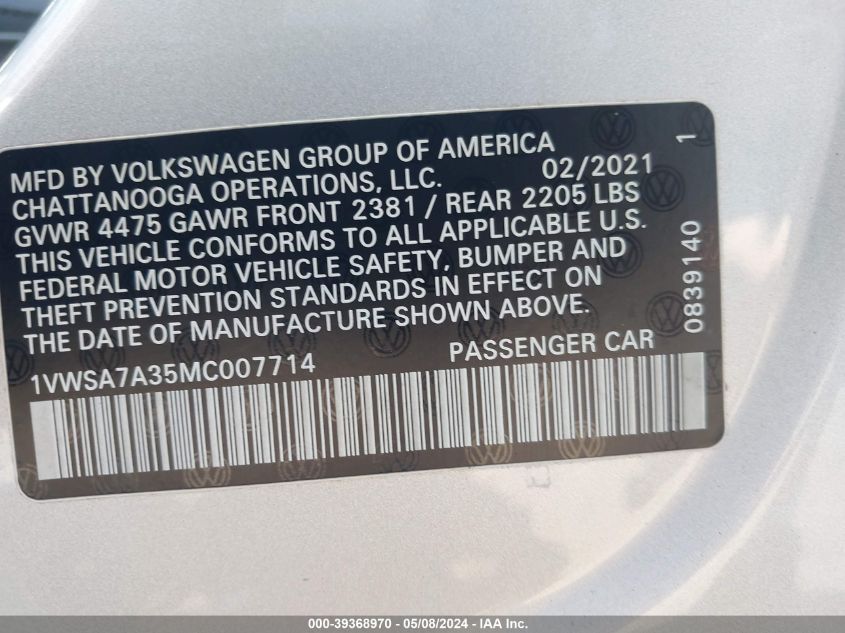 MFD BY VOLKSWAGEN GROUP OF AMERICA
CHATTANOOGA OPERATIONS, LLC. 02/2021
GVWR 4475 GAWR FRONT 2381 / REAR 2205 LBS
THIS VEHICLE CONFORMS TO ALL APPLICABLE U.S.
FEDERAL MOTOR VEHICLE SAFETY, BUMPER AND
THEFT PREVENTION STANDARDS IN EFFECT ON
THE DATE OF MANUFACTURE SHOWN ABOVE.
1VWSA7A35MC007714 PASSENGER CAR
0839140 1
000-39368970 - 05/08/2024 - IAA Inc.